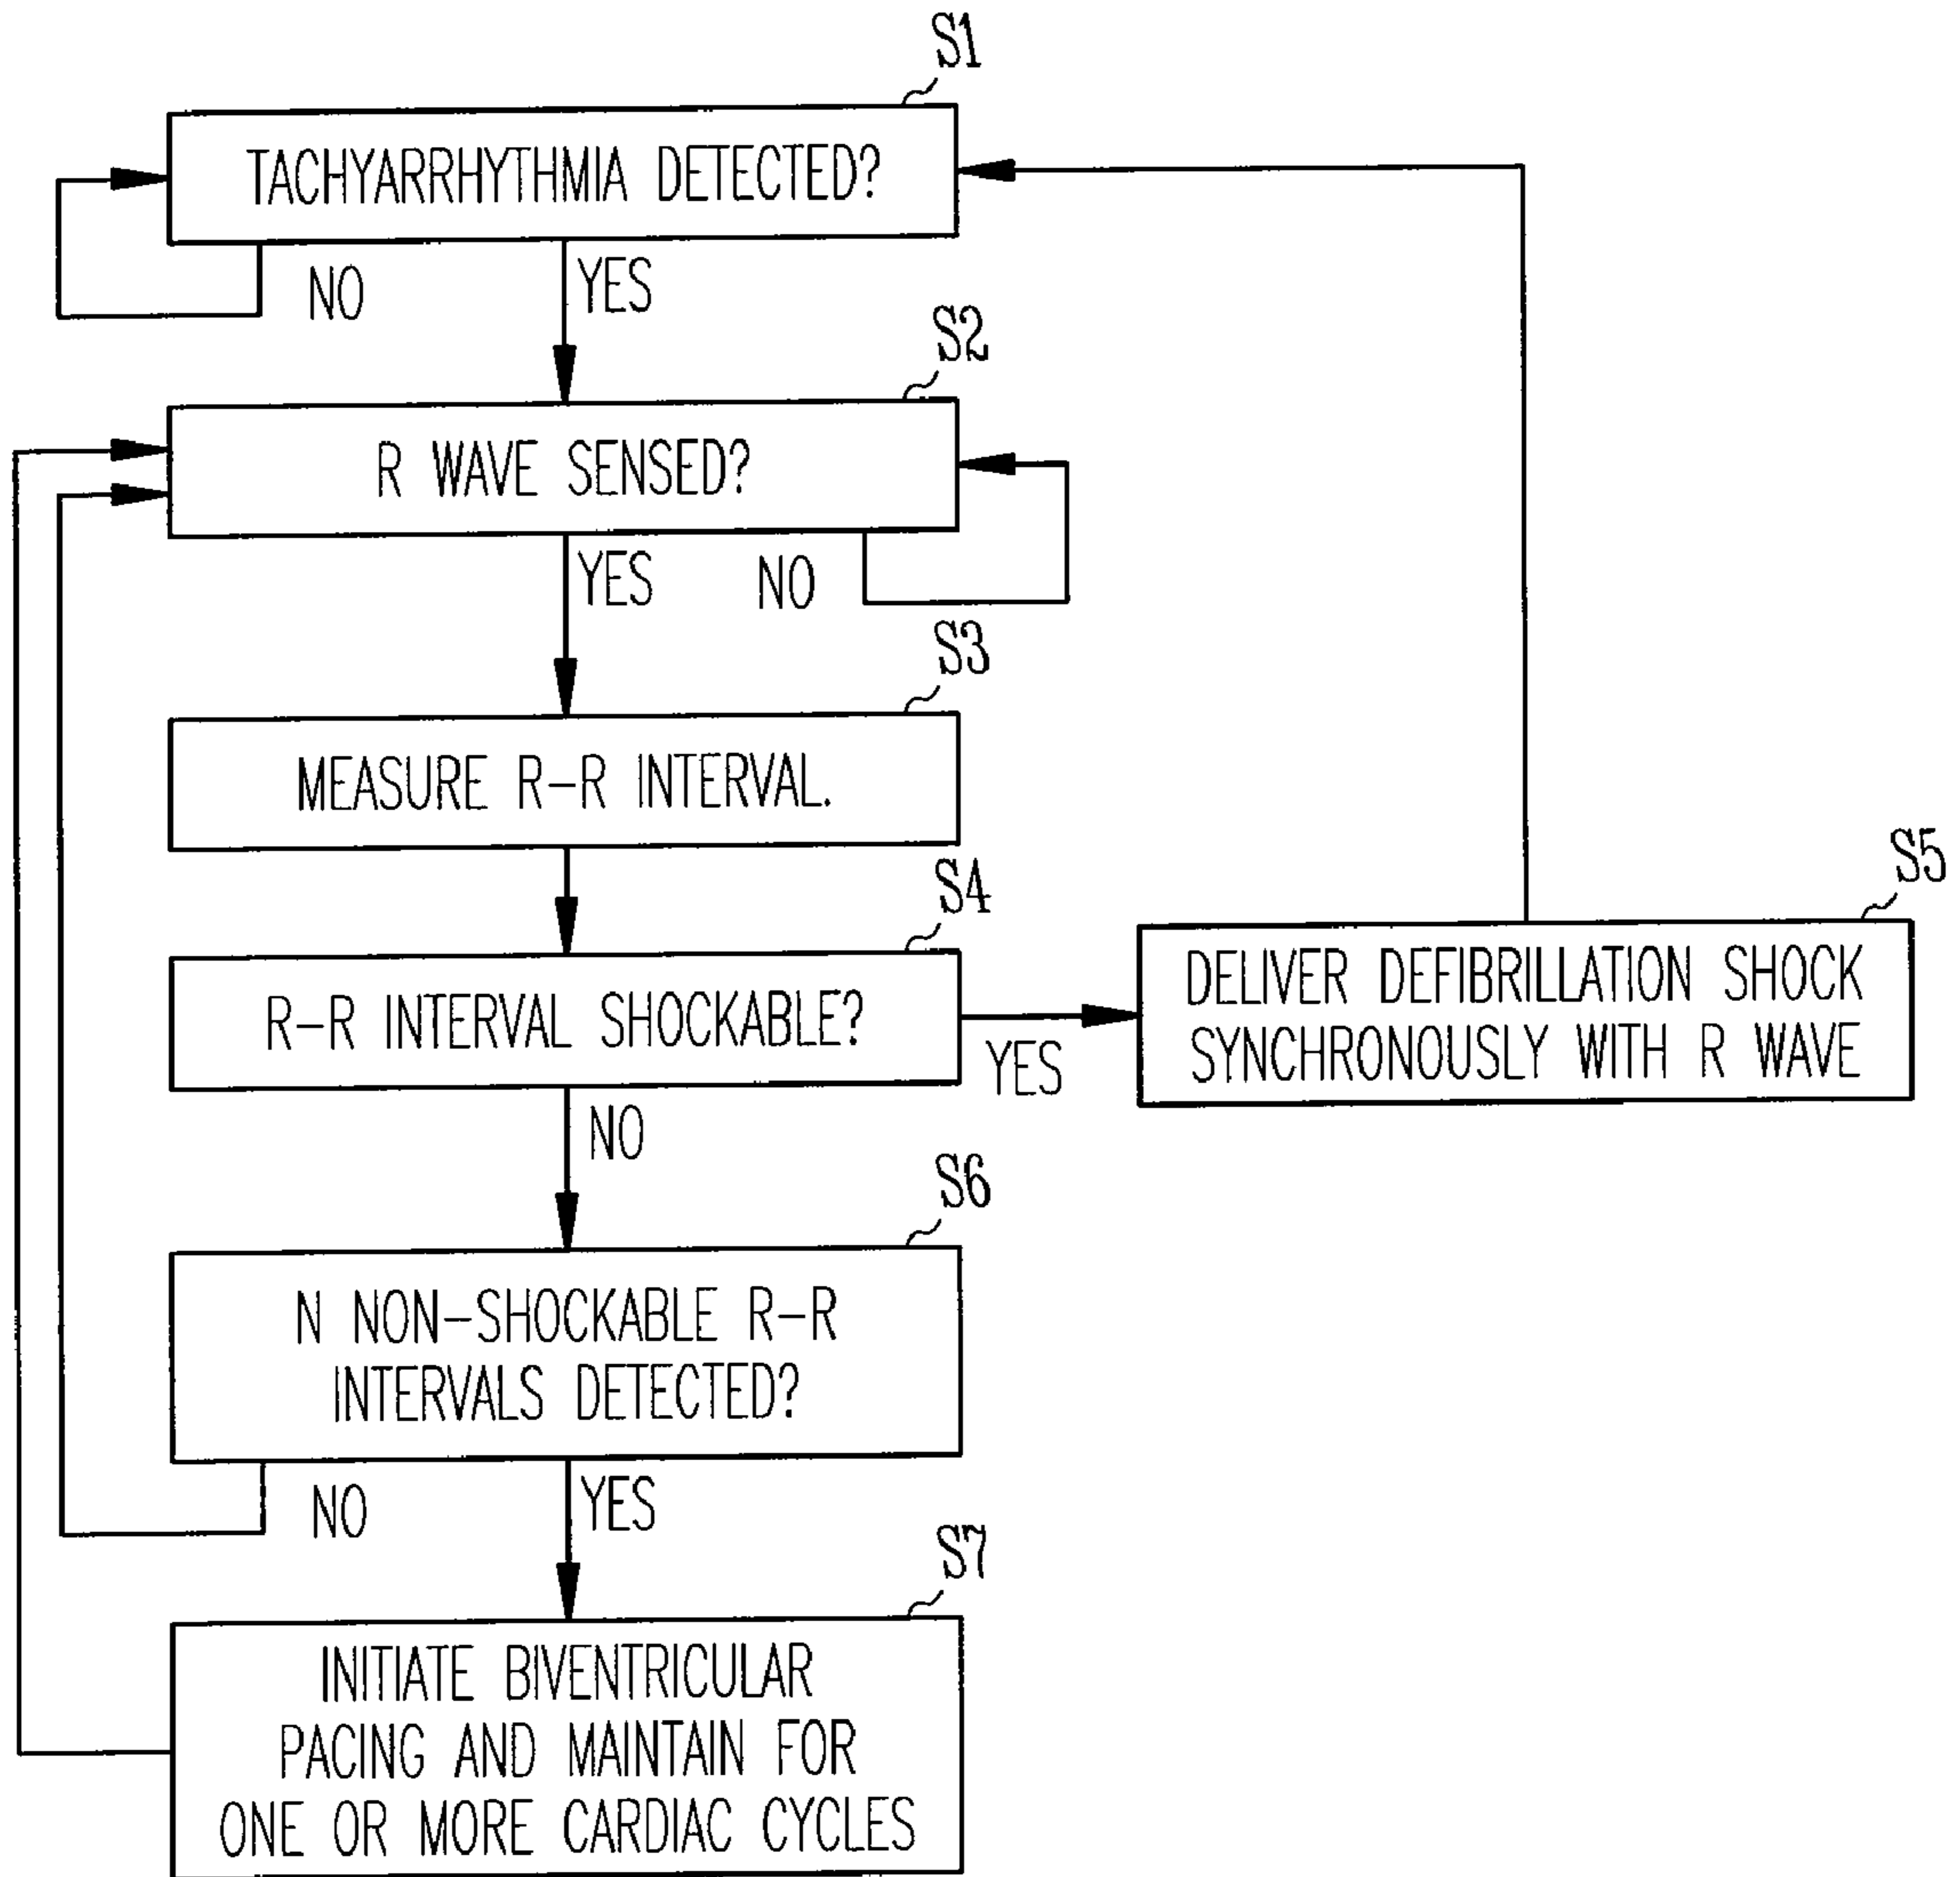 S1
TACHYARRHYTHMIA DETECTED?
NO
YES
S2
R WAVE SENSED?
YES
NO
S3
MEASURE R-R INTERVAL.
S4
R-R INTERVAL SHOCKABLE?
YES
NO
S5
DELIVER DEFIBRILLATION SHOCK
SYNCHRONOUSLY WITH R WAVE
S6
N NON-SHOCKABLE R-R
INTERVALS DETECTED?
NO
YES
S7
INITIATE BIVENTRICULAR
PACING AND MAINTAIN FOR
ONE OR MORE CARDIAC CYCLES